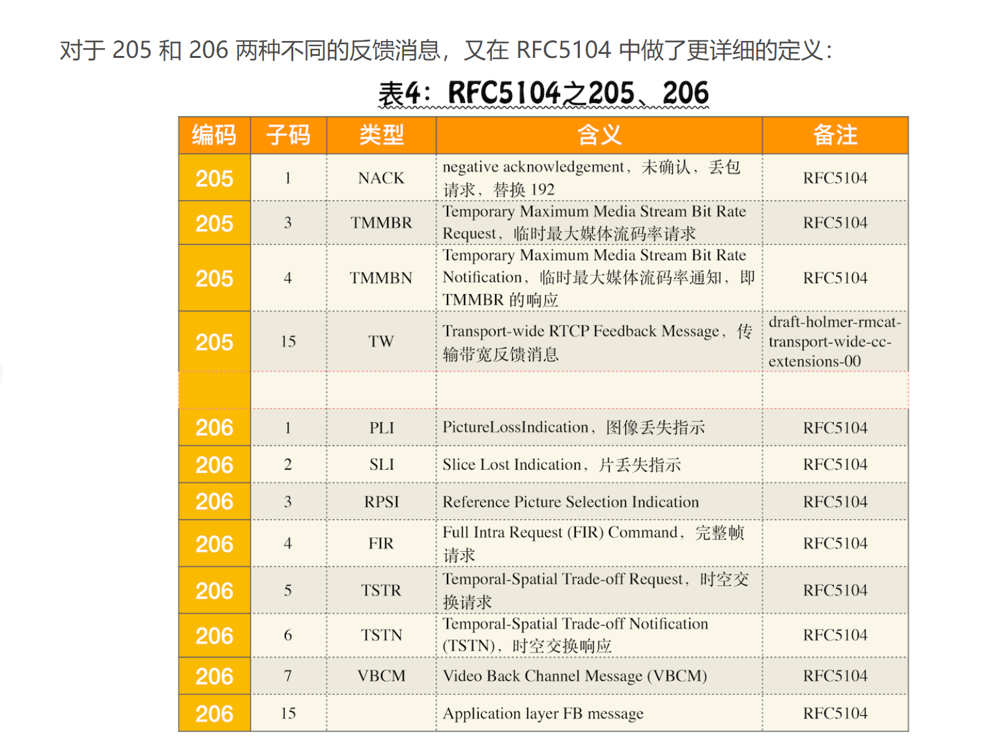 对于 205 和 206 两种不同的反馈消息，又在 RFC5104 中做了更详细的定义：
表4：RFC5104之205、206
编码 子码 类型 含义 备注
205 1 NACK negative acknowledgement，未确认，丢包
请求，替换 192 RFC5104
205 3 TMMBR Temporary Maximum Media Stream Bit Rate
Request，临时最大媒体流码率请求 RFC5104
205 4 TMMBN Temporary Maximum Media Stream Bit Rate
Notification，临时最大媒体流码率通知，即
TMMBR 的响应 RFC5104
205 15 TW Transport-wide RTCP Feedback Message，传
输带宽反馈消息 draft-holmer-rmcat-
transport-wide-cc-
extensions-00
206 1 PLI PictureLossIndication，图像丢失指示 RFC5104
206 2 SLI Slice Lost Indication，片丢失指示 RFC5104
206 3 RPSI Reference Picture Selection Indication RFC5104
206 4 FIR Full Intra Request (FIR) Command，完整帧
请求 RFC5104
206 5 TSTR Temporal-Spatial Trade-off Request，时空交
换请求 RFC5104
206 6 TSTN Temporal-Spatial Trade-off Notification
(TSTN)，时空交换响应 RFC5104
206 7 VBCM Video Back Channel Message (VBCM) RFC5104
206 15 Application layer FB message RFC5104